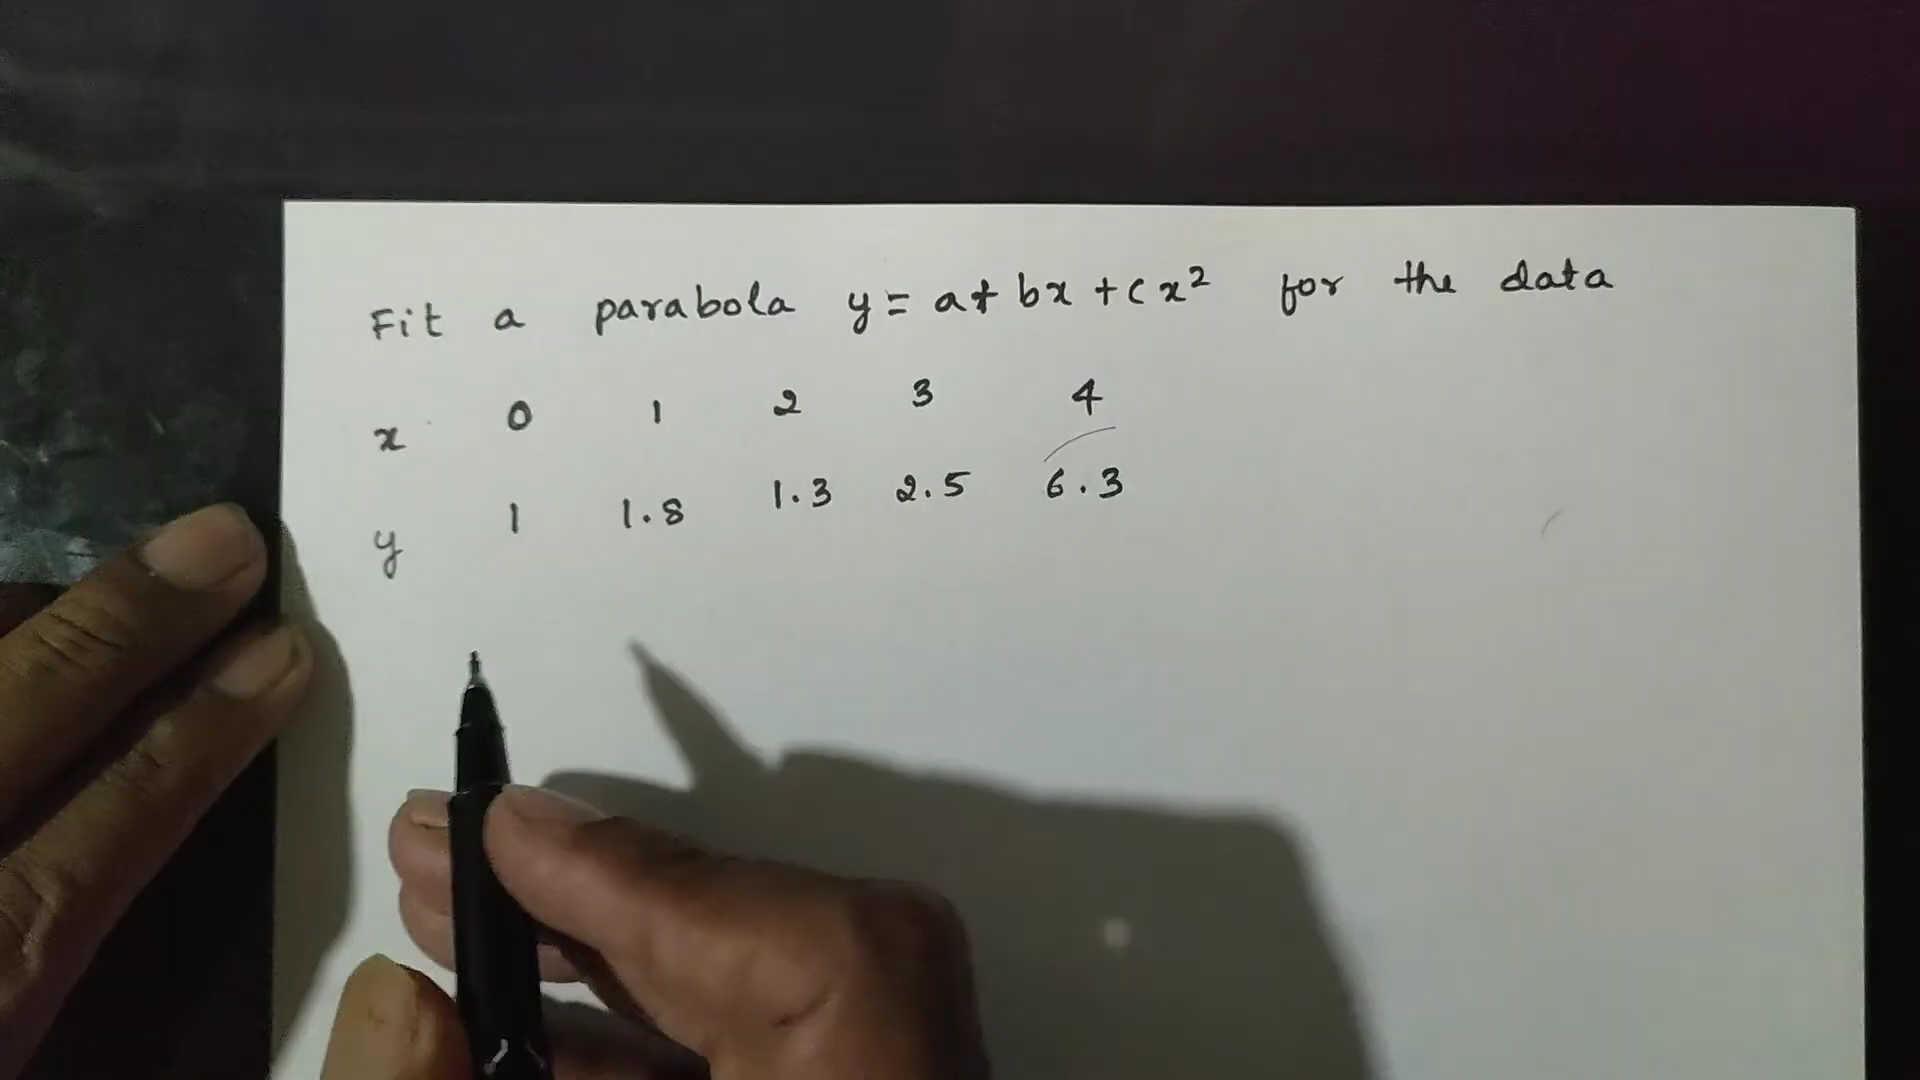 Fit a parabola y = a + bx + cx² for the data
x 0 1 2 3 4
y 1 1.8 1.3 2.5 6.3